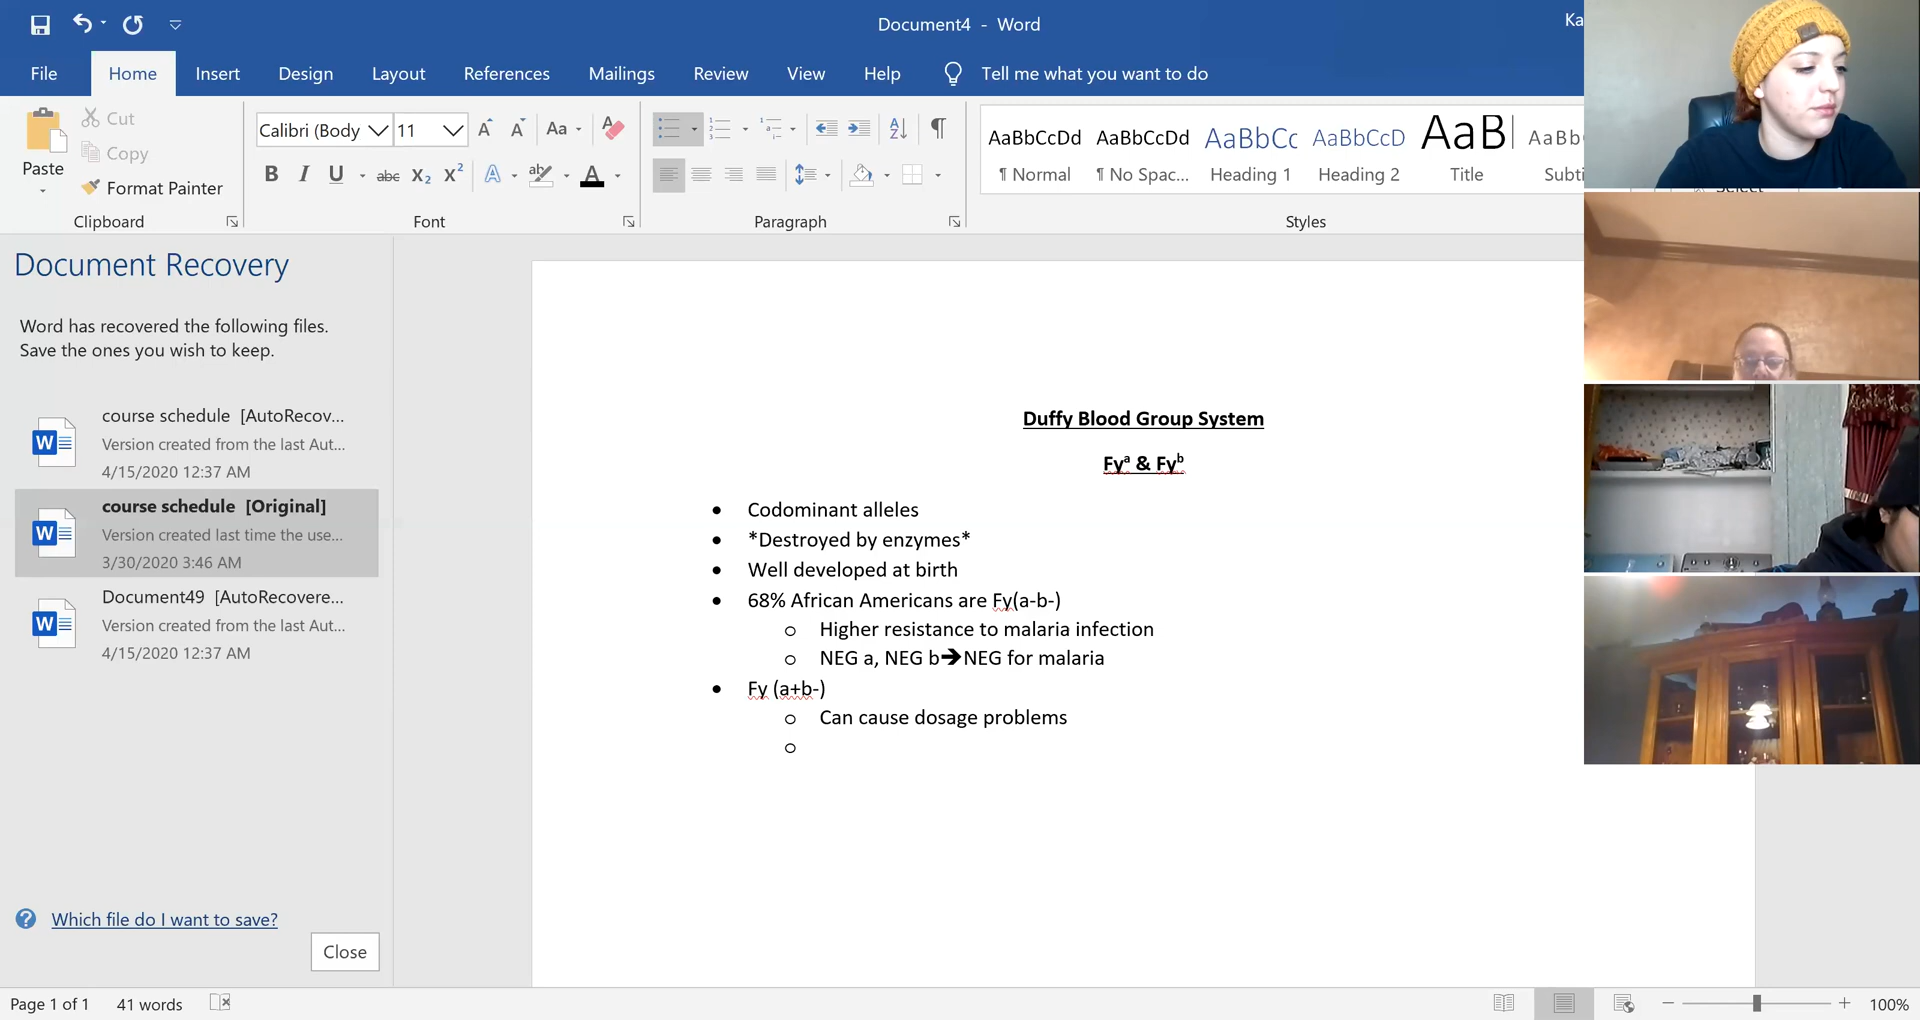 Document4 - Word
Ka
File Home Insert Design Layout References Mailings Review View Help Tell me what you want to do
Paste
Cut
Copy
Format Painter
Clipboard
Calibri (Body 11
Aa
B I U abc X₂ X²
A
Font
Paragraph
AaBbCcDd AaBbCcDd AaBbCc AaBbCcD AaB AaBb
¶ Normal ¶ No Spac... Heading 1 Heading 2 Title Subti
Styles
Select
Document Recovery
Word has recovered the following files.
Save the ones you wish to keep.
course schedule [AutoRecov...
Version created from the last Aut...
4/15/2020 12:37 AM
course schedule [Original]
Version created last time the use...
3/30/2020 3:46 AM
Document49 [AutoRecovere...
Version created from the last Aut...
4/15/2020 12:37 AM
Which file do I want to save?
Close
Duffy Blood Group System
Fyᵃ & Fyᵇ
• Codominant alleles
• *Destroyed by enzymes*
• Well developed at birth
• 68% African Americans are Fy(a-b-)
o Higher resistance to malaria infection
o NEG a, NEG b➔NEG for malaria
• Fy (a+b-)
o Can cause dosage problems
o
Page 1 of 1 41 words
100%